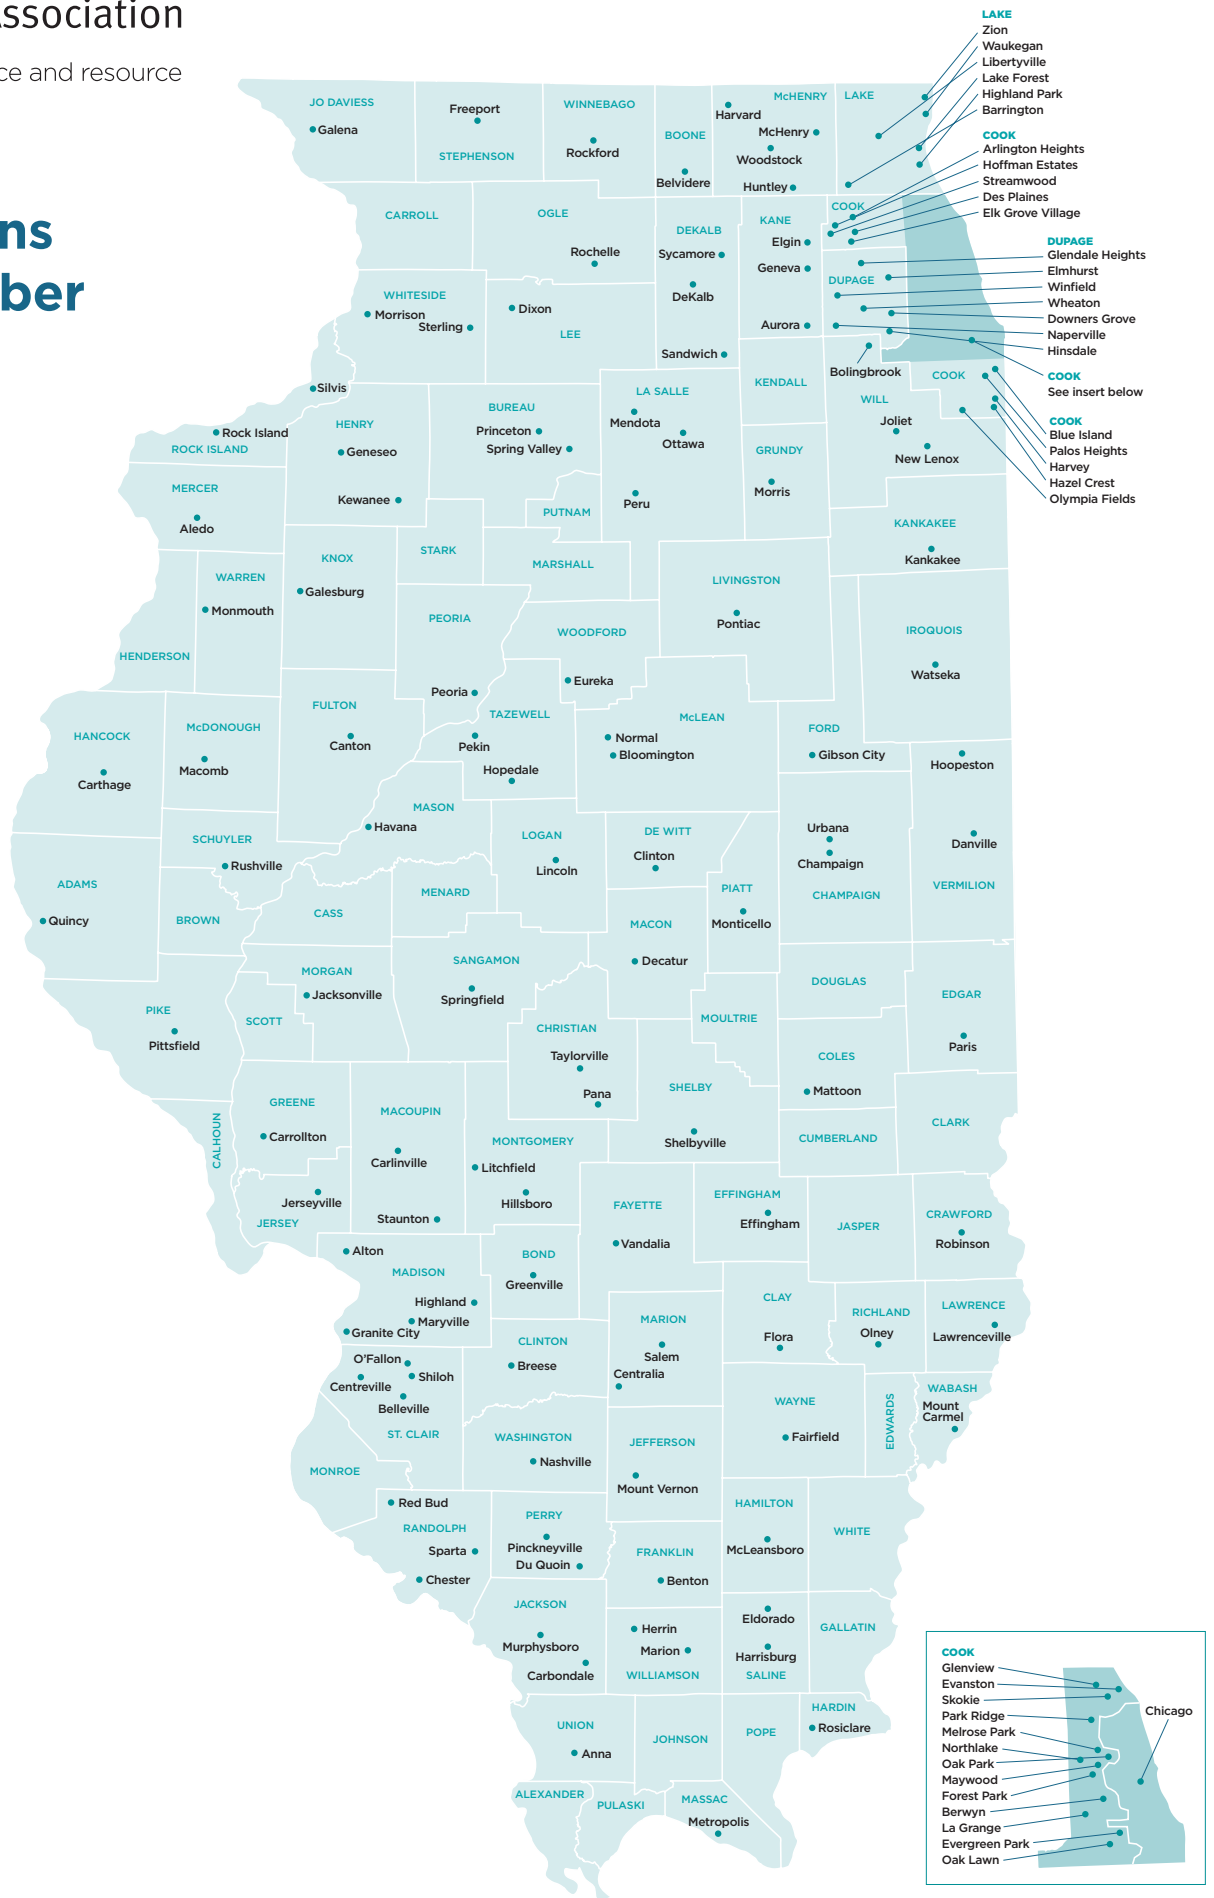 Association
ce and resource
ns
ber
LAKE
Zion
Waukegan
Libertyville
Lake Forest
Highland Park
Barrington
COOK
Arlington Heights
Hoffman Estates
Streamwood
Des Plaines
Elk Grove Village
DUPAGE
Glendale Heights
Elmhurst
Winfield
Wheaton
Downers Grove
Naperville
Hinsdale
COOK
See insert below
COOK
Blue Island
Palos Heights
Harvey
Hazel Crest
Olympia Fields
JO DAVIESS
Galena
Freeport
STEPHENSON
WINNEBAGO
Rockford
BOONE
Belvidere
McHENRY
Harvard
McHenry
Woodstock
Huntley
LAKE
CARROLL
OGLE
Rochelle
DEKALB
Sycamore
DeKalb
Sandwich
KANE
Elgin
Geneva
Aurora
COOK
DUPAGE
WHITESIDE
Morrison
Sterling
Dixon
LEE
Bolingbrook
Silvis
Rock Island
ROCK ISLAND
HENRY
Geneseo
Kewanee
BUREAU
Princeton
Spring Valley
LA SALLE
Mendota
Ottawa
Peru
KENDALL
GRUNDY
Morris
COOK
WILL
Joliet
New Lenox
MERCER
Aledo
PUTNAM
KANKAKEE
Kankakee
KNOX
Galesburg
STARK
MARSHALL
WARREN
Monmouth
HENDERSON
PEORIA
Peoria
LIVINGSTON
Pontiac
WOODFORD
Eureka
IROQUOIS
Watseka
HANCOCK
Carthage
McDONOUGH
Macomb
FULTON
Canton
TAZEWELL
Pekin
Hopedale
McLEAN
Normal
Bloomington
FORD
Gibson City
Hoopeston
MASON
Havana
SCHUYLER
Rushville
LOGAN
Lincoln
DE WITT
Clinton
Urbana
Champaign
CHAMPAIGN
Danville
VERMILION
ADAMS
Quincy
BROWN
CASS
MENARD
PIATT
Monticello
MACON
Decatur
SANGAMON
Springfield
MORGAN
Jacksonville
SCOTT
PIKE
Pittsfield
DOUGLAS
EDGAR
Paris
MOULTRIE
CHRISTIAN
Taylorville
Pana
COLES
Mattoon
SHELBY
Shelbyville
GREENE
Carrollton
CALHOUN
MACOUPIN
Carlinville
Staunton
MONTGOMERY
Litchfield
Hillsboro
CUMBERLAND
CLARK
Jerseyville
JERSEY
FAYETTE
Vandalia
EFFINGHAM
Effingham
JASPER
CRAWFORD
Robinson
Alton
MADISON
Highland
Maryville
Granite City
BOND
Greenville
CLAY
Flora
RICHLAND
Olney
LAWRENCE
Lawrenceville
MARION
Salem
Centralia
CLINTON
Breese
O'Fallon
Shiloh
Centreville
Belleville
ST. CLAIR
WAYNE
Fairfield
EDWARDS
WABASH
Mount
Carmel
WASHINGTON
Nashville
JEFFERSON
Mount Vernon
MONROE
Red Bud
RANDOLPH
Sparta
Chester
PERRY
Pinckneyville
Du Quoin
HAMILTON
McLeansboro
WHITE
FRANKLIN
Benton
JACKSON
Murphysboro
Carbondale
Herrin
Marion
WILLIAMSON
Eldorado
Harrisburg
SALINE
GALLATIN
HARDIN
Rosiclare
UNION
Anna
JOHNSON
POPE
ALEXANDER
PULASKI
MASSAC
Metropolis
COOK
Glenview
Evanston
Skokie
Park Ridge
Melrose Park
Northlake
Oak Park
Maywood
Forest Park
Berwyn
La Grange
Evergreen Park
Oak Lawn
Chicago